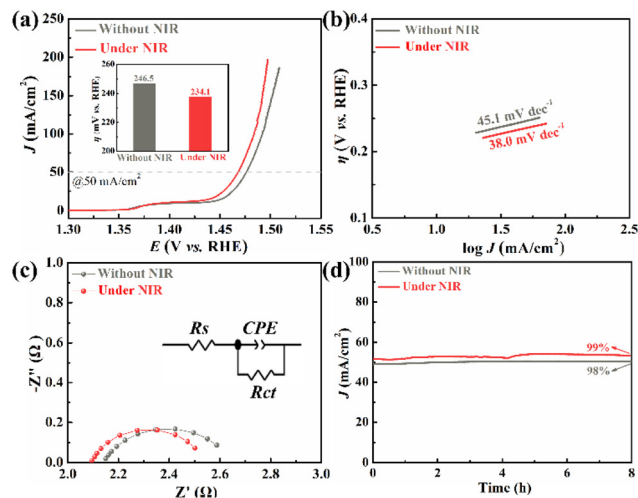 (a)
Without NIR
Under NIR
J (mA/cm²)
250
200
150
100
50
0
η (mV vs. RHE)
260
240
220
200
246.5
234.1
Without NIR
Under NIR
@50 mA/cm²
1.30
1.35
1.40
1.45
1.50
1.55
E (V vs. RHE)
(b)
Without NIR
Under NIR
η (V vs. RHE)
0.4
0.3
0.2
0.1
45.1 mV dec⁻¹
38.0 mV dec⁻¹
0.5
1.0
1.5
2.0
2.5
log J (mA/cm²)
(c)
Without NIR
Under NIR
-Z" (Ω)
1.0
0.8
0.6
0.4
0.2
0.0
Rs
CPE
Rct
2.0
2.2
2.4
2.6
2.8
3.0
Z' (Ω)
(d)
Without NIR
Under NIR
J (mA/cm²)
100
80
60
40
20
0
99%
98%
0
2
4
6
8
Time (h)